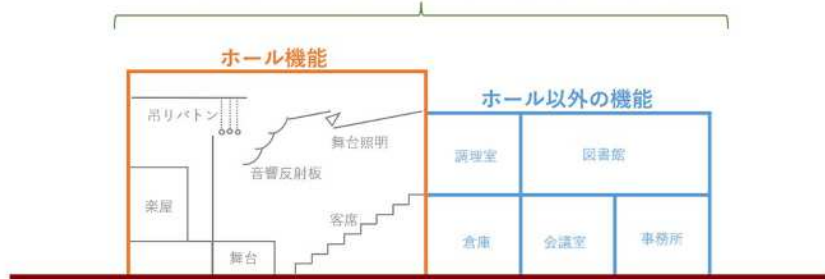 ホール機能
ホール以外の機能
吊りバトン
舞台照明
音響反射板
調理室
図書館
楽屋
客席
舞台
倉庫
会議室
事務所